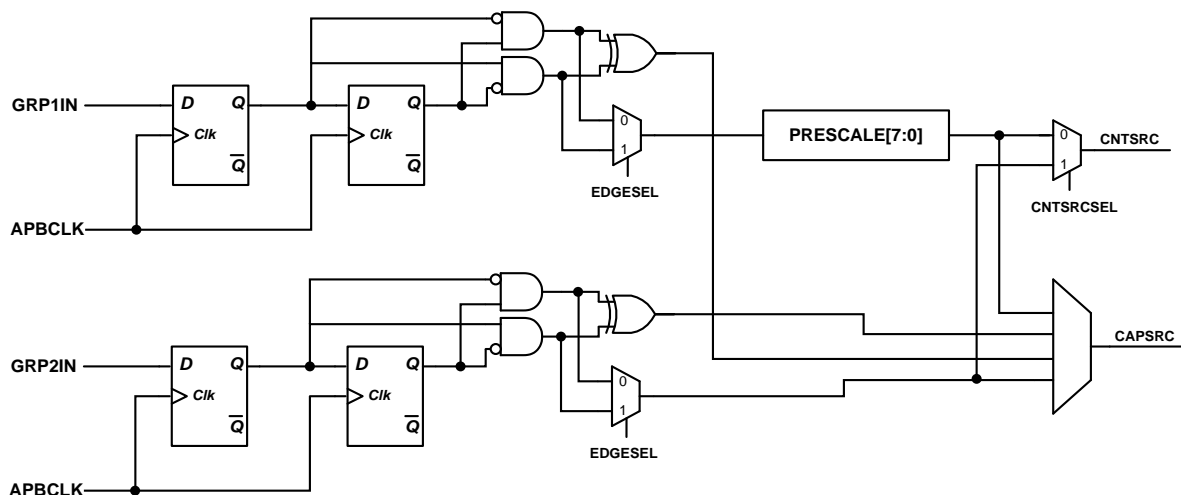 GRP1IN
D
Q
Clk
Q
D
Q
Clk
Q
0
1
EDGESEL
PRESCALE[7:0]
0
1
CNTSRC
CNTSRCSEL
APBCLK
GRP2IN
D
Q
Clk
Q
D
Q
Clk
Q
0
1
EDGESEL
CAPSRC
APBCLK